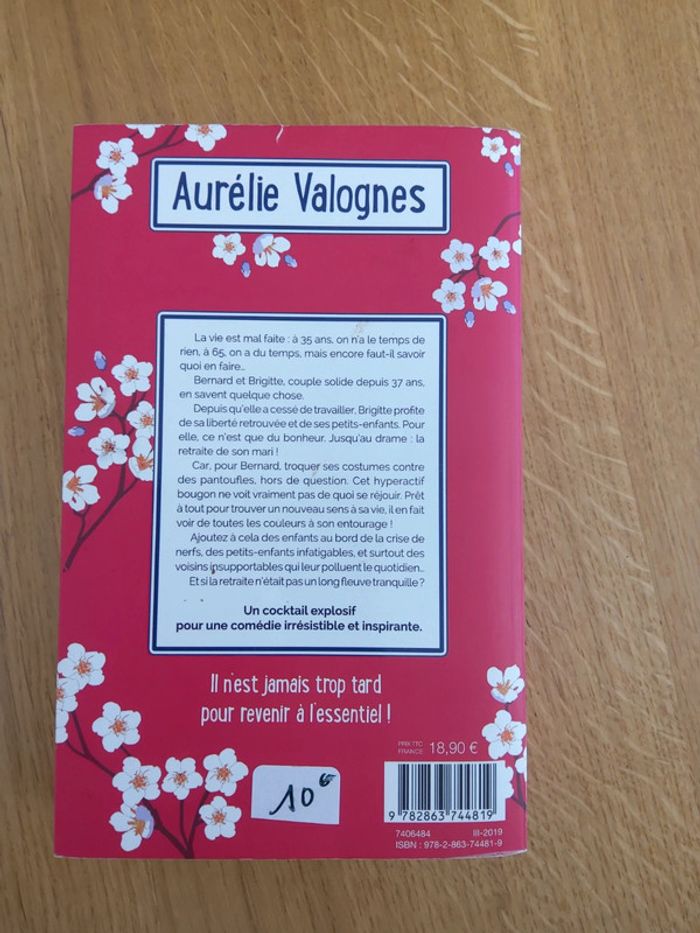 Aurélie Valognes
La vie est mal faite : à 35 ans, on n'a le temps de
rien, à 65, on a du temps, mais encore faut-il savoir
quoi en faire...
Bernard et Brigitte, couple solide depuis 37 ans,
en savent quelque chose.
Depuis qu'elle a cessé de travailler, Brigitte profite
de sa liberté retrouvée et de ses petits-enfants. Pour
elle, ce n'est que du bonheur. Jusqu'au drame : la
retraite de son mari !
Car, pour Bernard, troquer ses costumes contre
des pantoufles, hors de question. Cet hyperactif
bougon ne voit vraiment pas de quoi se réjouir. Prêt
à tout pour trouver un nouveau sens à sa vie, il en fait
voir de toutes les couleurs à son entourage !
Ajoutez à cela des enfants au bord de la crise de
nerfs, des petits-enfants infatigables, et surtout des
voisins insupportables qui leur polluent le quotidien...
Et si la retraite n'était pas un long fleuve tranquille ?
Un cocktail explosif
pour une comédie irrésistible et inspirante.
Il n'est jamais trop tard
pour revenir à l'essentiel !
PRIX TTC
FRANCE 18,90 €
10€
9 782863 744819
7406484 III-2019
ISBN : 978-2-863-74481-9